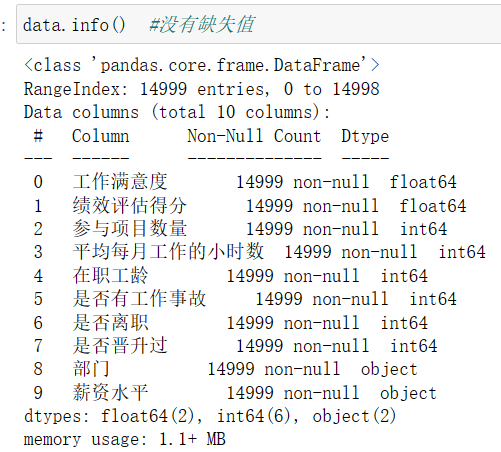 : data.info()  #没有缺失值
<class 'pandas.core.frame.DataFrame'>
RangeIndex: 14999 entries, 0 to 14998
Data columns (total 10 columns):
 #   Column      Non-Null Count  Dtype
---  ------      --------------  -----
 0   工作满意度       14999 non-null  float64
 1   绩效评估得分      14999 non-null  float64
 2   参与项目数量      14999 non-null  int64
 3   平均每月工作的小时数  14999 non-null  int64
 4   在职工龄        14999 non-null  int64
 5   是否有工作事故     14999 non-null  int64
 6   是否离职        14999 non-null  int64
 7   是否晋升过       14999 non-null  int64
 8   部门          14999 non-null  object
 9   薪资水平        14999 non-null  object
dtypes: float64(2), int64(6), object(2)
memory usage: 1.1+ MB